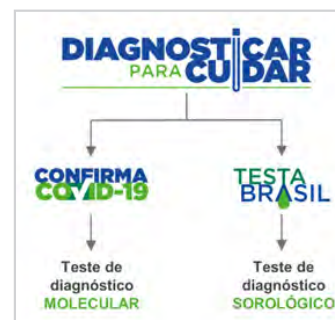 DIAGNOSTICAR
PARA CUIDAR
CONFIRMA
COVID-19
TESTA
BRASIL
Teste de
diagnóstico
MOLECULAR
Teste de
diagnóstico
SOROLÓGICO